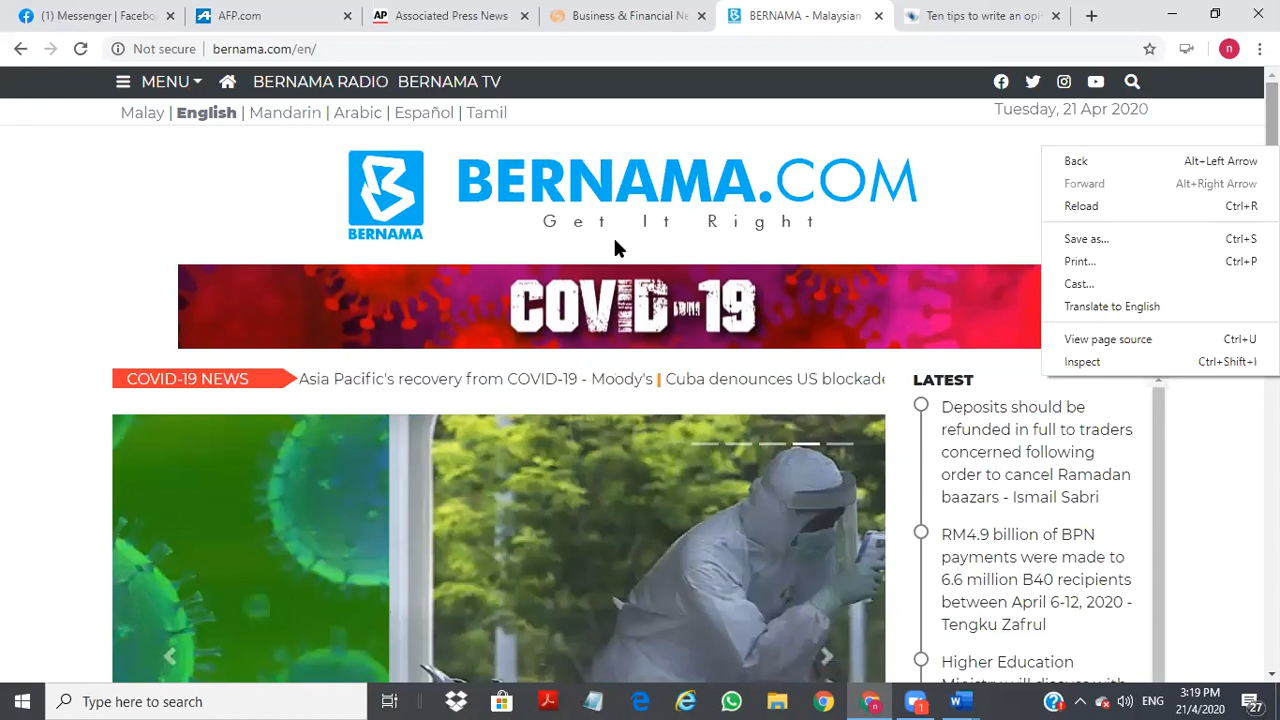 (1) Messenger | Facebo
AFP.com
Associated Press News
Business & Financial Ne
BERNAMA - Malaysian
Ten tips to write an opi
Not secure
bernama.com/en/
n
MENU
BERNAMA RADIO
BERNAMA TV
Malay | English | Mandarin | Arabic | Español | Tamil
Tuesday, 21 Apr 2020
BERNAMA
BERNAMA.COM
Get It Right
COVID-19
Back Alt+Left Arrow
Forward Alt+Right Arrow
Reload Ctrl+R
Save as... Ctrl+S
Print... Ctrl+P
Cast...
Translate to English
View page source Ctrl+U
Inspect Ctrl+Shift+I
COVID-19 NEWS
Asia Pacific's recovery from COVID-19 - Moody's | Cuba denounces US blockade
LATEST
Deposits should be
refunded in full to traders
concerned following
order to cancel Ramadan
baazars - Ismail Sabri
RM4.9 billion of BPN
payments were made to
6.6 million B40 recipients
between April 6-12, 2020 -
Tengku Zafrul
Higher Education
Type here to search
1
ENG
3:19 PM
21/4/2020
27